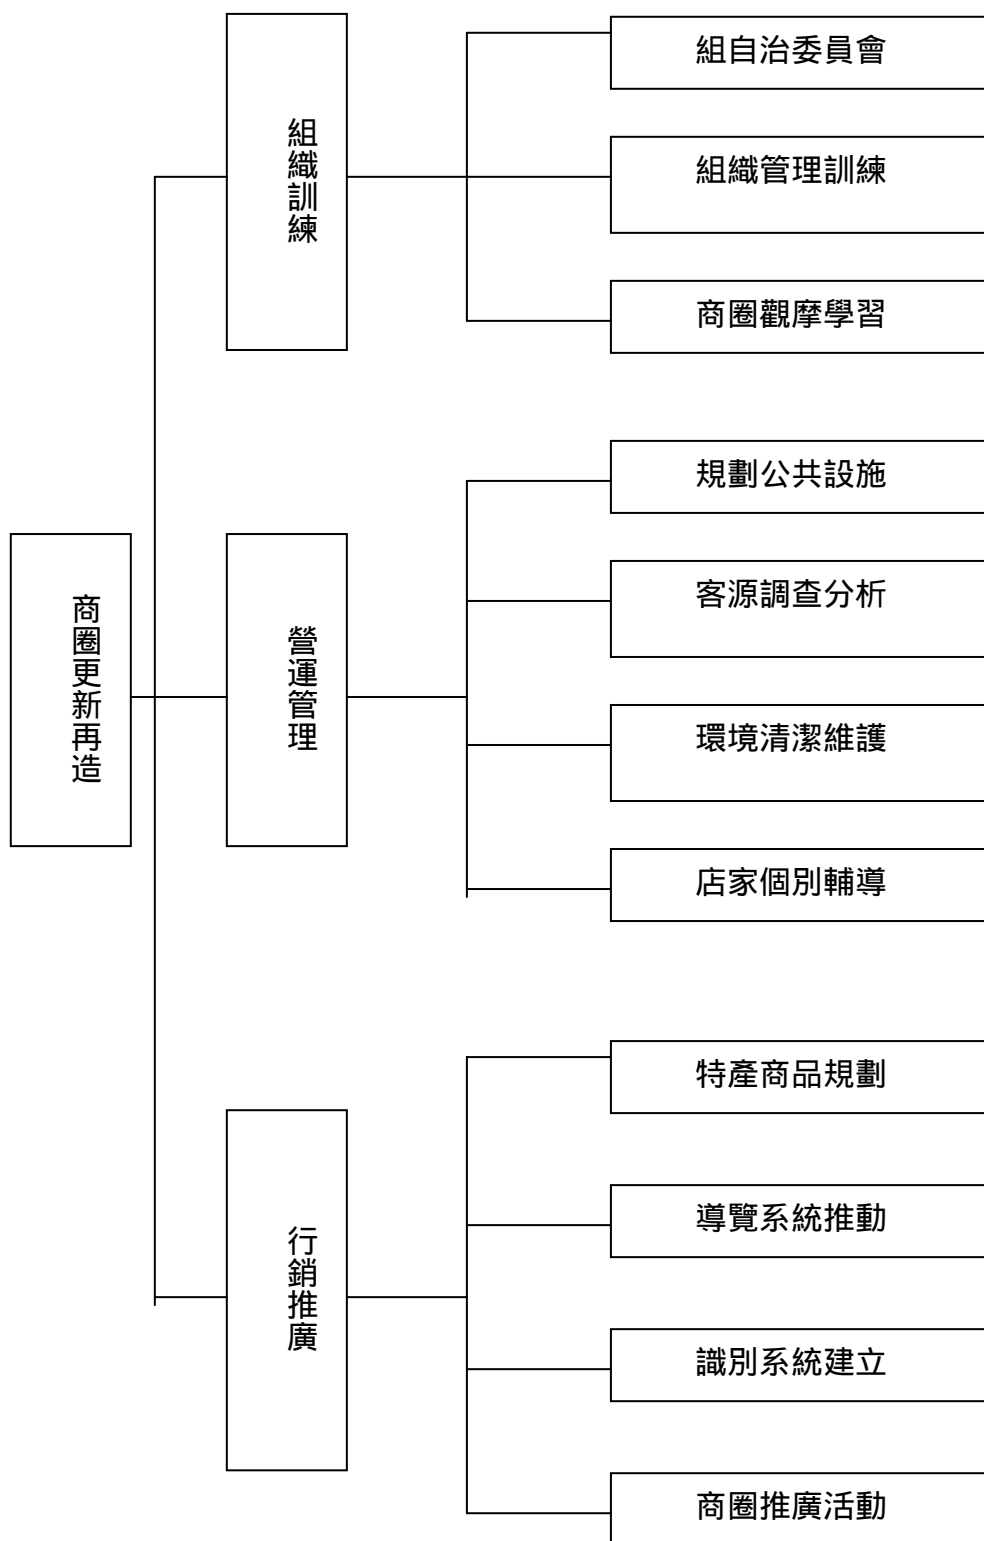 商圈更新再造
組織訓練
組自治委員會
組織管理訓練
商圈觀摩學習
營運管理
規劃公共設施
客源調查分析
環境清潔維護
店家個別輔導
行銷推廣
特產商品規劃
導覽系統推動
識別系統建立
商圈推廣活動